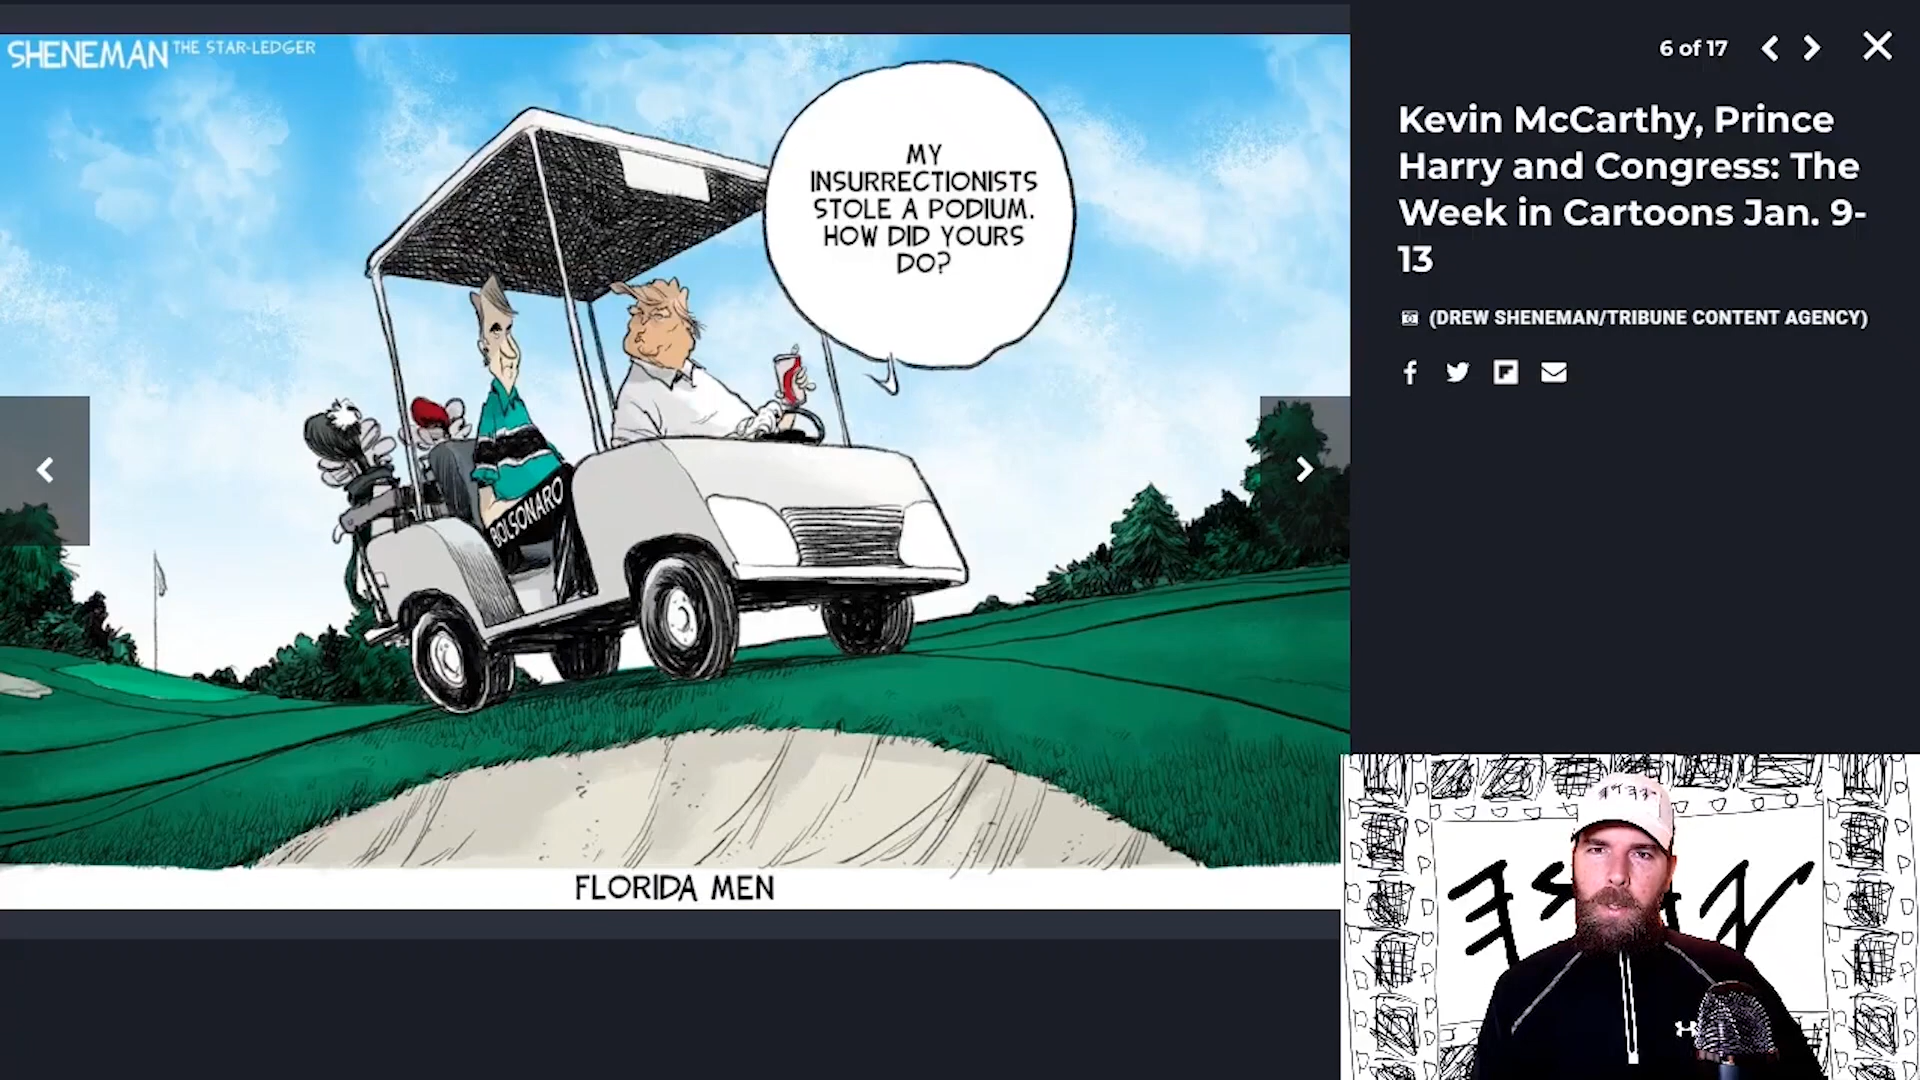 SHENEMAN THE STAR-LEDGER
MY
INSURRECTIONISTS
STOLE A PODIUM.
HOW DID YOURS
DO?
BOLSONARO
FLORIDA MEN
6 of 17
Kevin McCarthy, Prince
Harry and Congress: The
Week in Cartoons Jan. 9-
13
(DREW SHENEMAN/TRIBUNE CONTENT AGENCY)